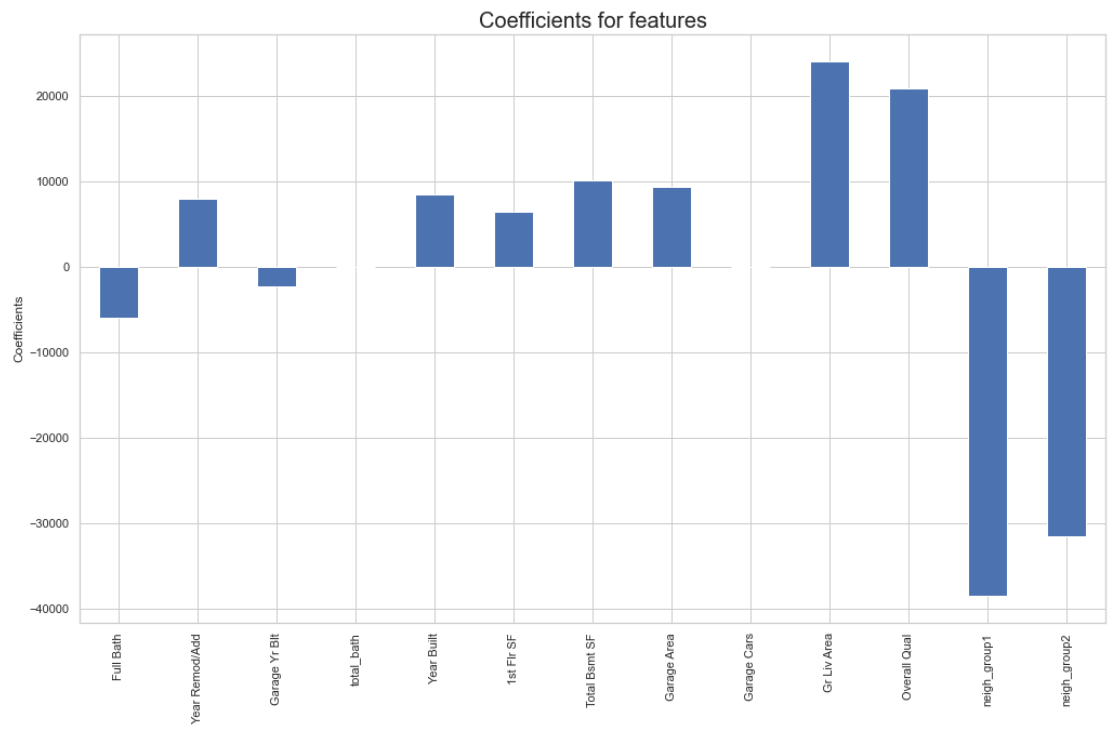 Coefficients for features
Coefficients
20000
10000
0
−10000
−20000
−30000
−40000
Full Bath
Year Remod/Add
Garage Yr Blt
total_bath
Year Built
1st Flr SF
Total Bsmt SF
Garage Area
Garage Cars
Gr Liv Area
Overall Qual
neigh_group1
neigh_group2